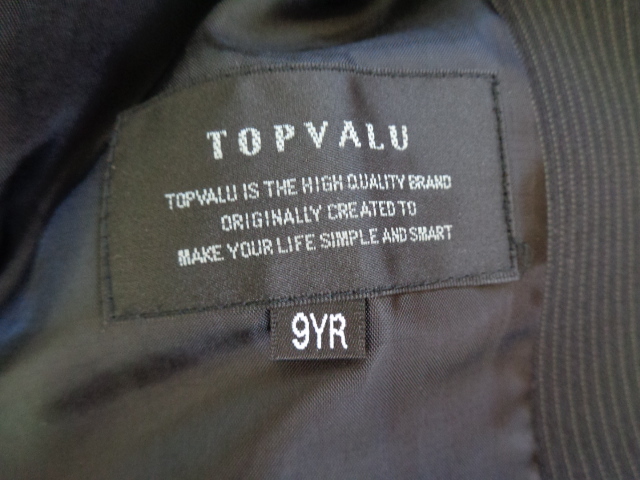 TOPVALU
TOPVALU IS THE HIGH QUALITY BRAND
ORIGINALLY CREATED TO
MAKE YOUR LIFE SIMPLE AND SMART
9YR